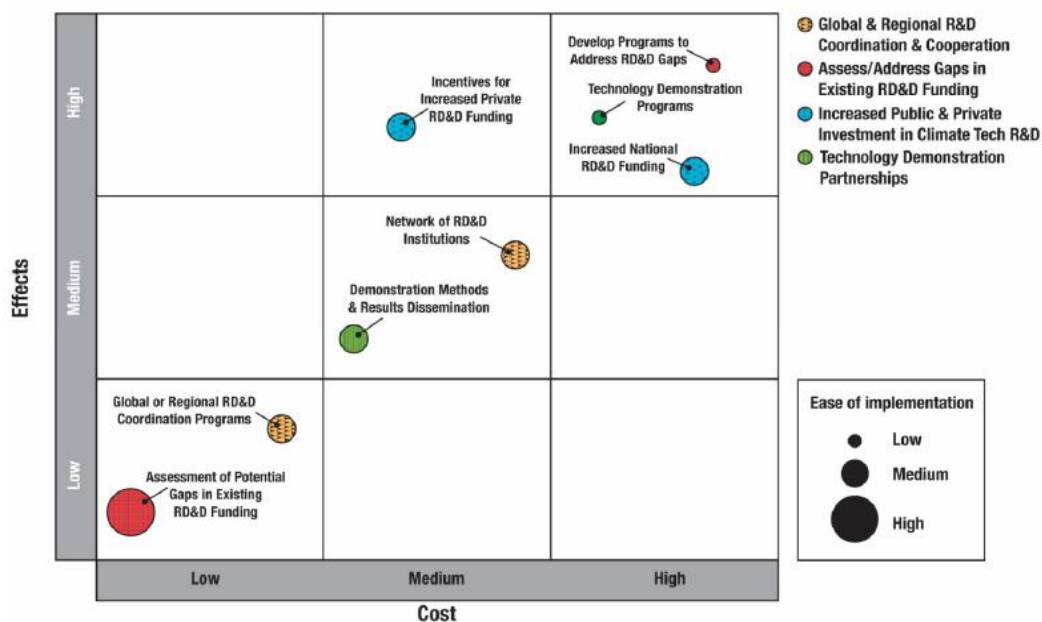 Effects
High
Medium
Low
Develop Programs to
Address RD&D Gaps
Incentives for
Increased Private
RD&D Funding
Technology Demonstration
Programs
Increased National
RD&D Funding
Network of RD&D
Institutions
Demonstration Methods
& Results Dissemination
Global or Regional RD&D
Coordination Programs
Assessment of Potential
Gaps in Existing
RD&D Funding
Low
Medium
High
Cost
Global & Regional R&D
Coordination & Cooperation
Assess/Address Gaps in
Existing RD&D Funding
Increased Public & Private
Investment in Climate Tech R&D
Technology Demonstration
Partnerships
Ease of implementation
Low
Medium
High